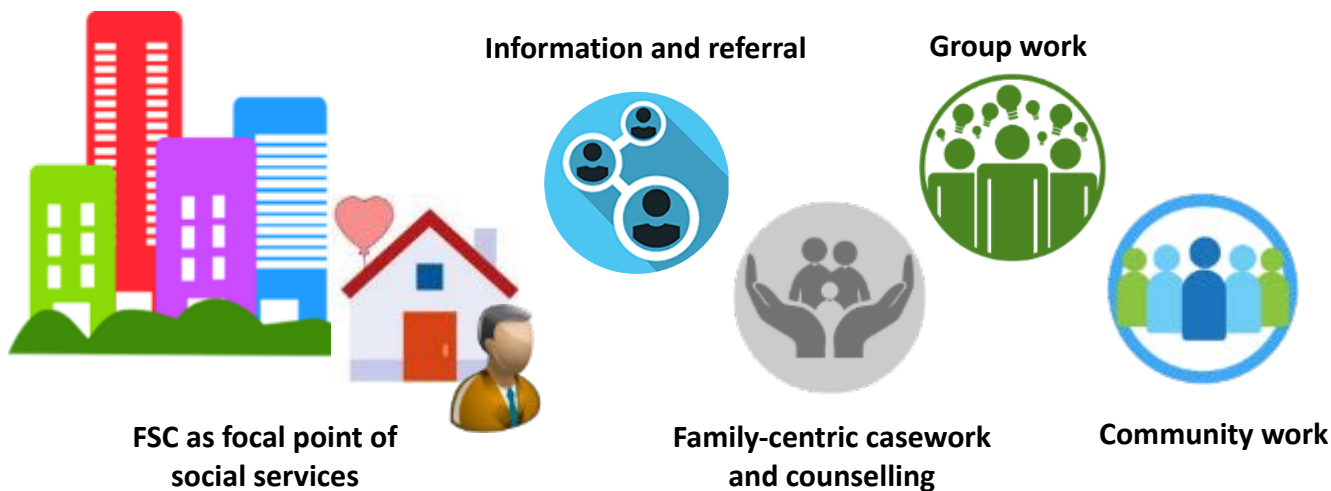 Information and referral
Group work
FSC as focal point of
social services
Family-centric casework
and counselling
Community work